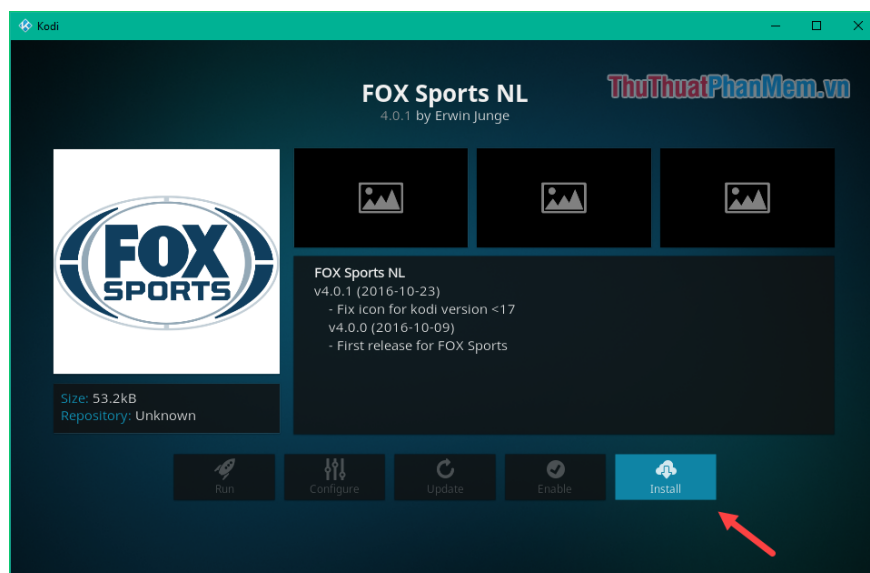 Kodi
FOX Sports NL
4.0.1 by Erwin Junge
ThuThuatPhanMem.vn
FOX
SPORTS
FOX Sports NL
v4.0.1 (2016-10-23)
- Fix icon for kodi version <17
v4.0.0 (2016-10-09)
- First release for FOX Sports
Size: 53.2kB
Repository: Unknown
Run
Configure
Update
Enable
Install